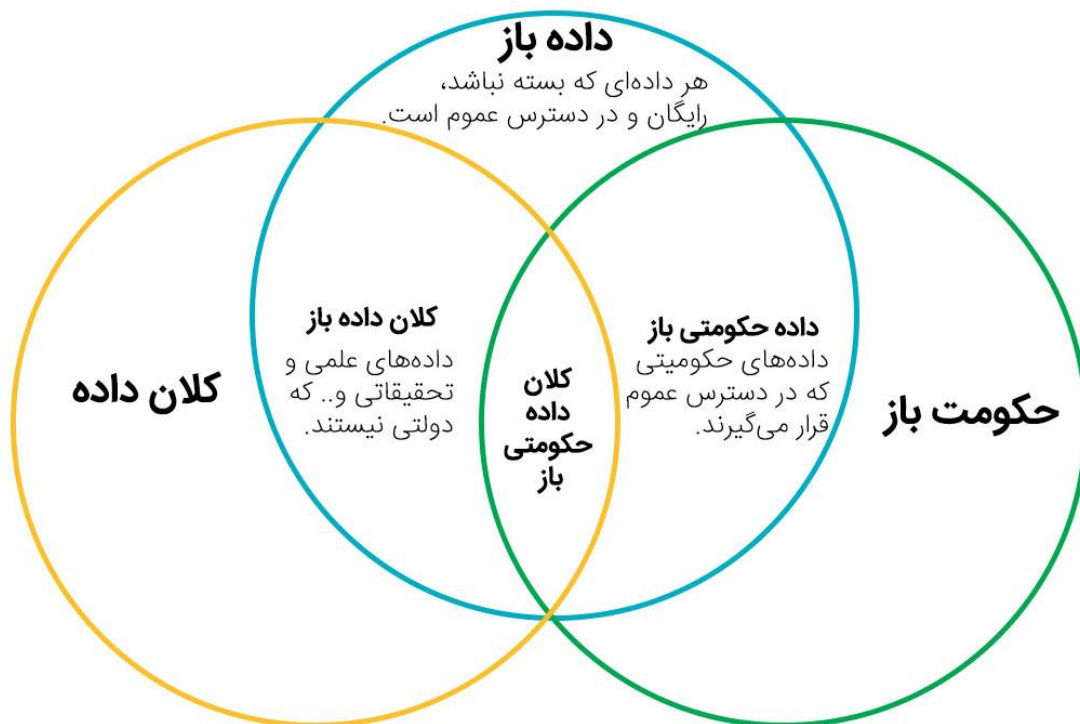 داده باز
هر داده‌ای که بسته نباشد،
رایگان و در دسترس عموم است.
حکومت باز
داده حکومتی باز
داده‌های حکومیتی
که در دسترس عموم
قرار می‌گیرند.
کلان
داده
حکومتی
باز
کلان داده باز
داده‌های علمی و
تحقیقاتی و.. که
دولتی نیستند.
کلان داده